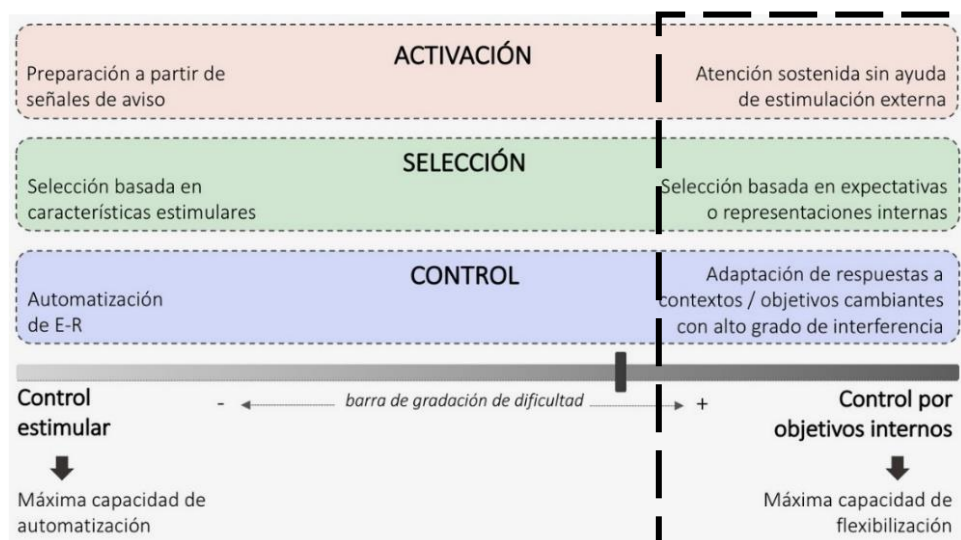 ACTIVACIÓN
Preparación a partir de
señales de aviso
Atención sostenida sin ayuda
de estimulación externa
SELECCIÓN
Selección basada en
características estimulares
Selección basada en expectativas
o representaciones internas
CONTROL
Automatización
de E-R
Adaptación de respuestas a
contextos / objetivos cambiantes
con alto grado de interferencia
Control
estimular
- barra de gradación de dificultad +
Control por
objetivos internos
Máxima capacidad de
automatización
Máxima capacidad de
flexibilización